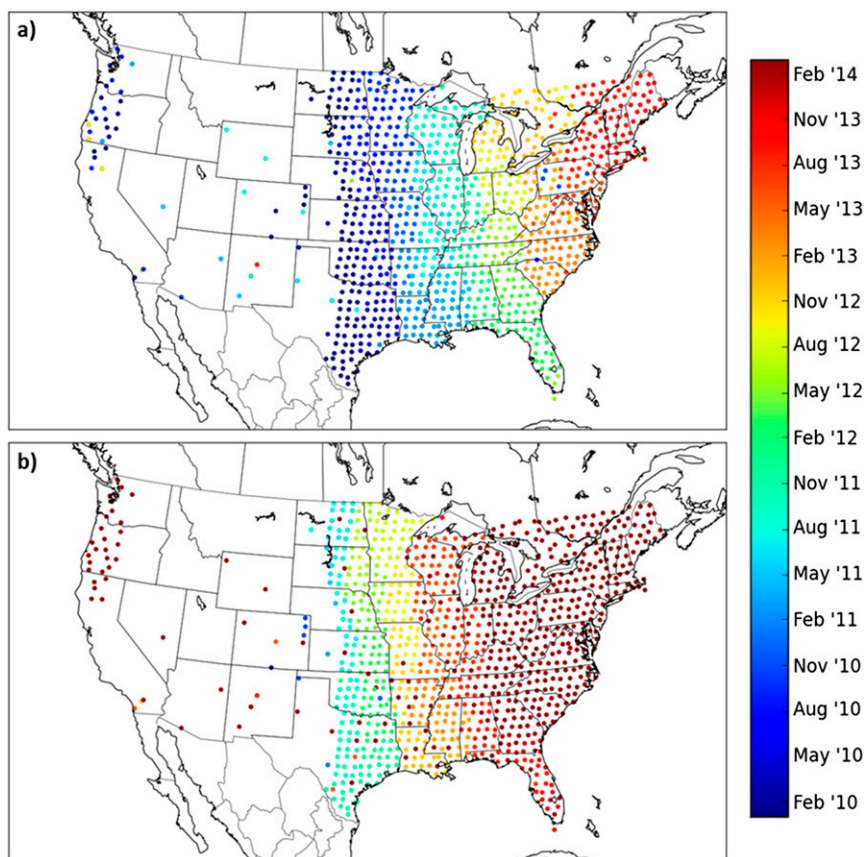 a)
b)
Feb '14
Nov '13
Aug '13
May '13
Feb '13
Nov '12
Aug '12
May '12
Feb '12
Nov '11
Aug '11
May '11
Feb '11
Nov '10
Aug '10
May '10
Feb '10